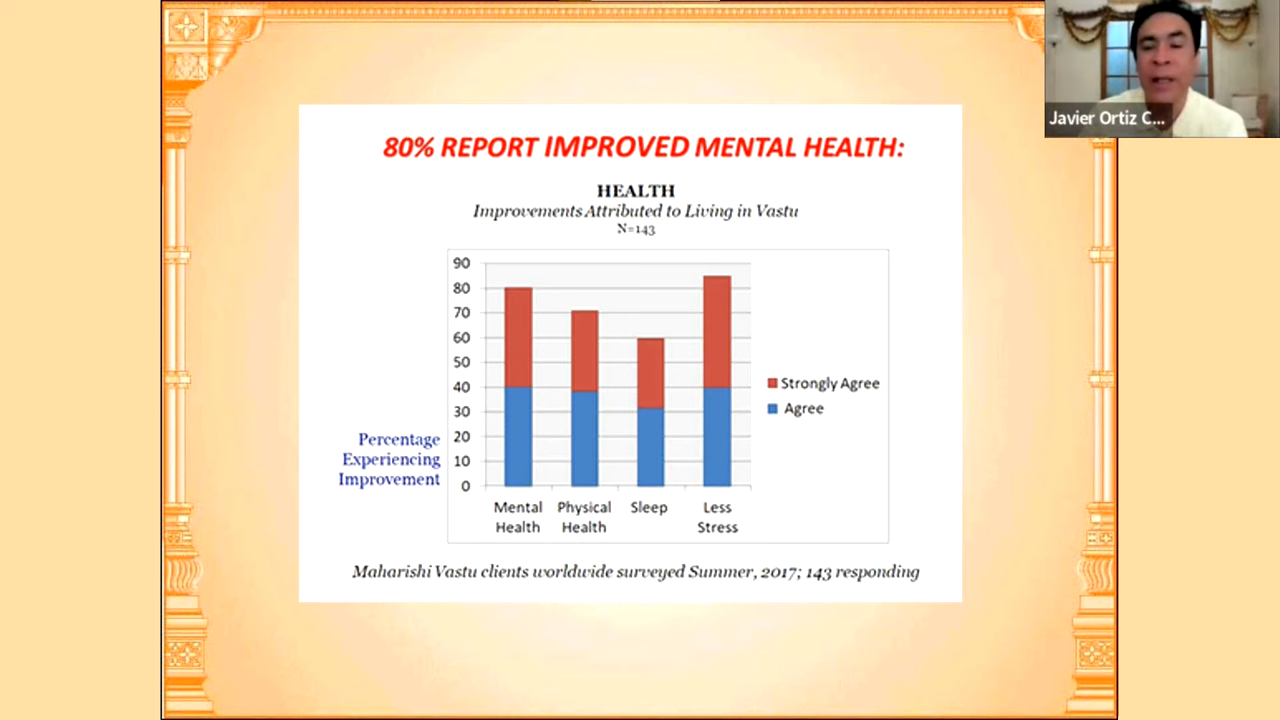 Javier Ortiz C...
80% REPORT IMPROVED MENTAL HEALTH:
HEALTH
Improvements Attributed to Living in Vastu
N=143
90
80
70
60
50
40
30
20
10
0
Strongly Agree
Agree
Percentage
Experiencing
Improvement
Mental
Health
Physical
Health
Sleep
Less
Stress
Maharishi Vastu clients worldwide surveyed Summer, 2017; 143 responding